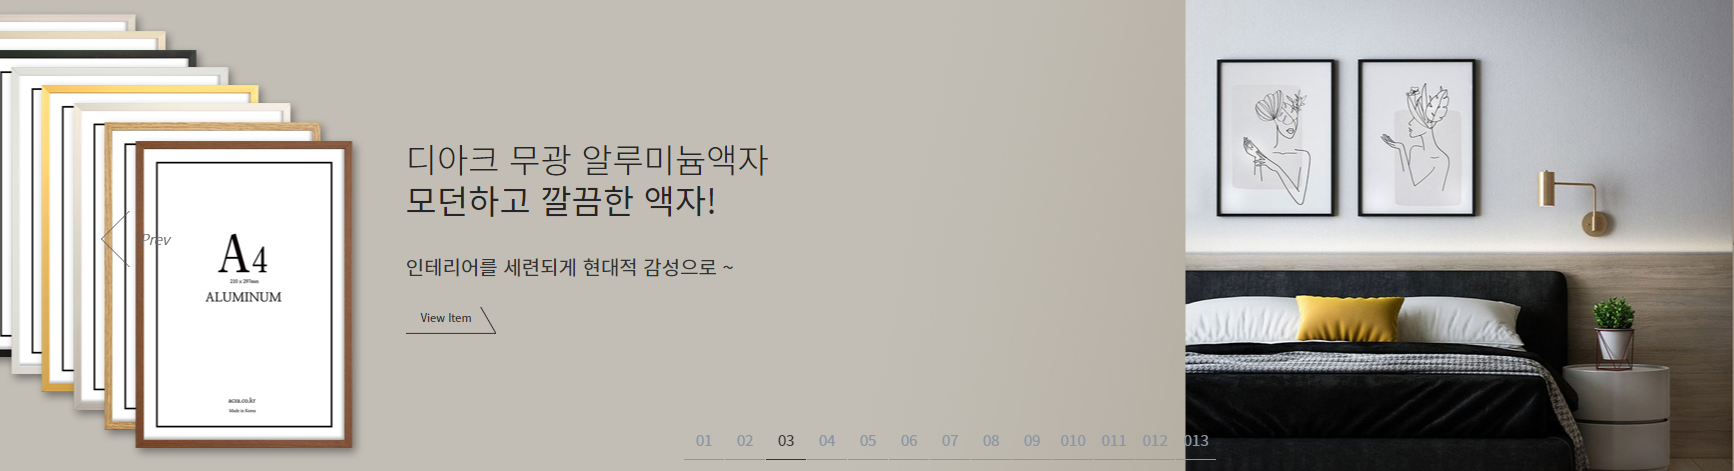 디아크 무광 알루미늄액자
모던하고 깔끔한 액자!
인테리어를 세련되게 현대적 감성으로 ~
View Item
Prev
A4
210 x 297mm
ALUMINUM
acza.co.kr
Made in Korea
01 02 03 04 05 06 07 08 09 010 011 012 013